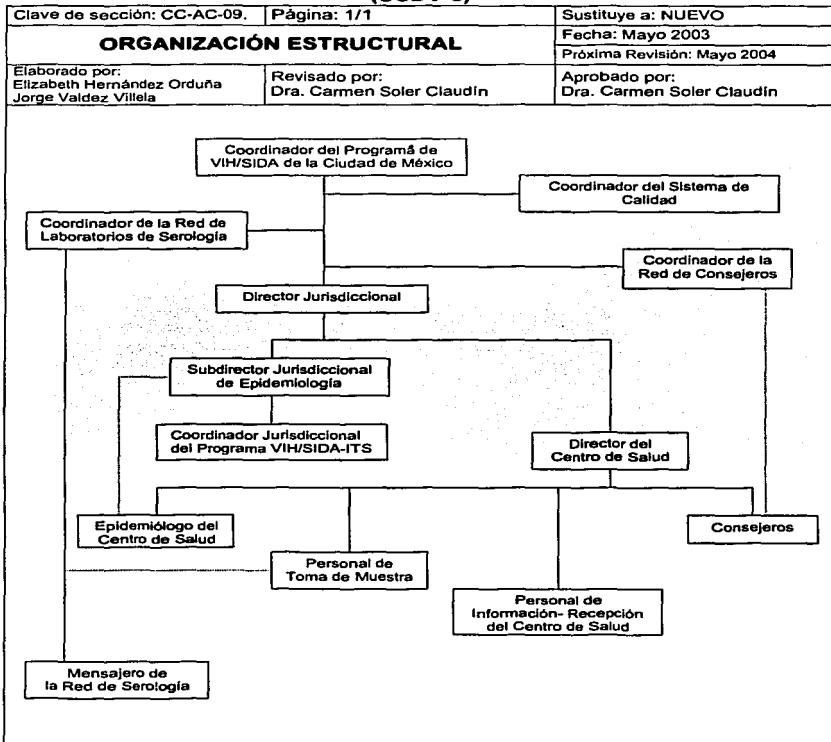 Clave de sección: CC-AC-09.
Página: 1/1
Sustituye a: NUEVO
ORGANIZACIÓN ESTRUCTURAL
Fecha: Mayo 2003
Próxima Revisión: Mayo 2004
Elaborado por:
Elizabeth Hernández Orduña
Jorge Valdez Villela
Revisado por:
Dra. Carmen Soler Claudín
Aprobado por:
Dra. Carmen Soler Claudín
Coordinador del Programa de
VIH/SIDA de la Ciudad de México
Coordinador del Sistema de
Calidad
Coordinador de la Red de
Laboratorios de Serología
Coordinador de la
Red de Consejeros
Director Jurisdiccional
Subdirector Jurisdiccional
de Epidemiología
Coordinador Jurisdiccional
del Programa VIH/SIDA-ITS
Director del
Centro de Salud
Epidemiólogo del
Centro de Salud
Consejeros
Personal de
Toma de Muestra
Personal de
Información- Recepción
del Centro de Salud
Mensajero de
la Red de Serología